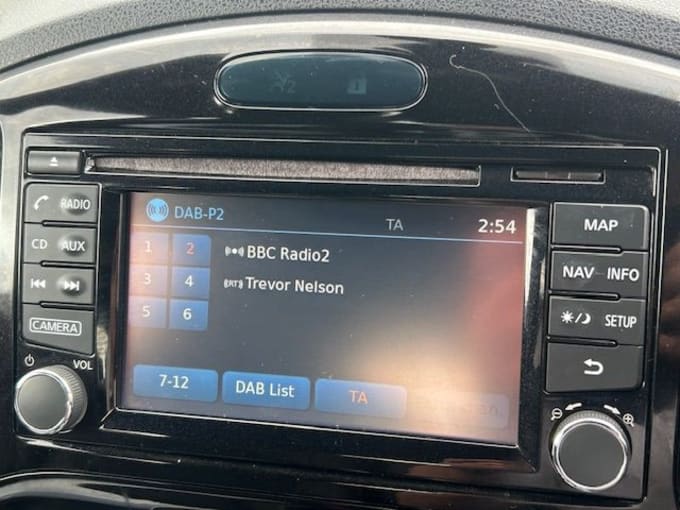 DAB-P2
TA
2:54
1
2
BBC Radio2
3
4
Trevor Nelson
5
6
7-12
DAB List
TA
RADIO
CD
AUX
CAMERA
VOL
MAP
NAV
INFO
SETUP